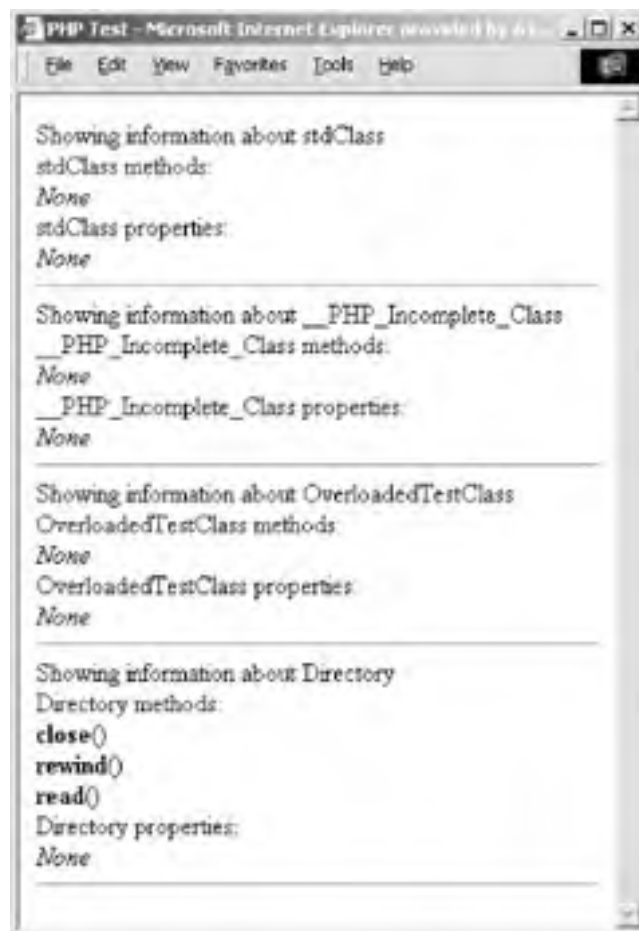 PHP Test - Microsoft Internet Explorer provided by
File Edit View Favorites Tools Help
Showing information about stdClass
stdClass methods:
None
stdClass properties:
None
Showing information about __PHP_Incomplete_Class
__PHP_Incomplete_Class methods:
None
__PHP_Incomplete_Class properties:
None
Showing information about OverloadedTestClass
OverloadedTestClass methods:
None
OverloadedTestClass properties:
None
Showing information about Directory
Directory methods:
close()
rewind()
read()
Directory properties:
None